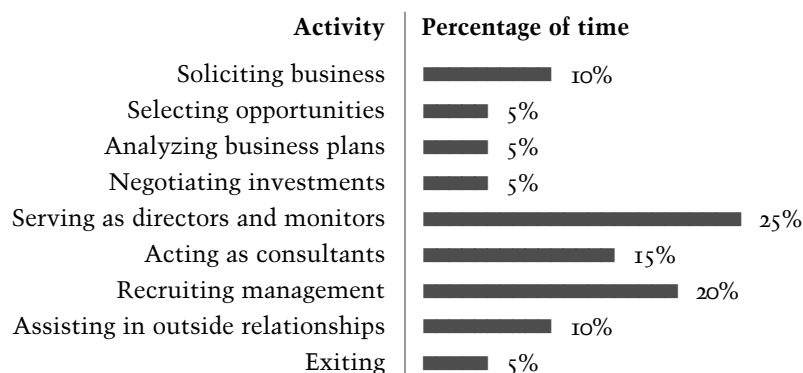 Activity Percentage of time
Soliciting business 10%
Selecting opportunities 5%
Analyzing business plans 5%
Negotiating investments 5%
Serving as directors and monitors 25%
Acting as consultants 15%
Recruiting management 20%
Assisting in outside relationships 10%
Exiting 5%